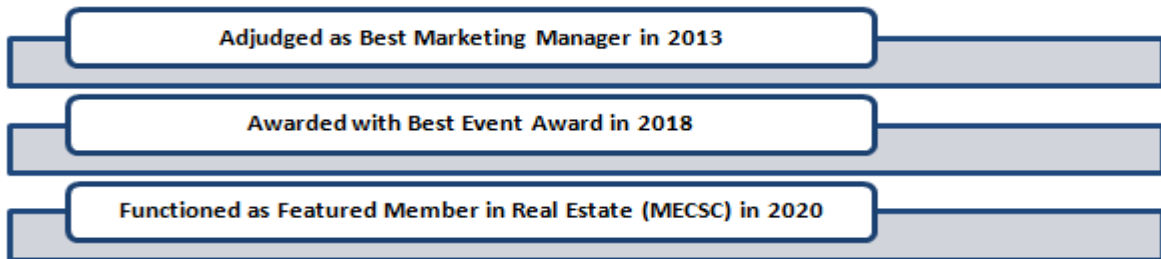 Adjudged as Best Marketing Manager in 2013
Awarded with Best Event Award in 2018
Functioned as Featured Member in Real Estate (MECSC) in 2020